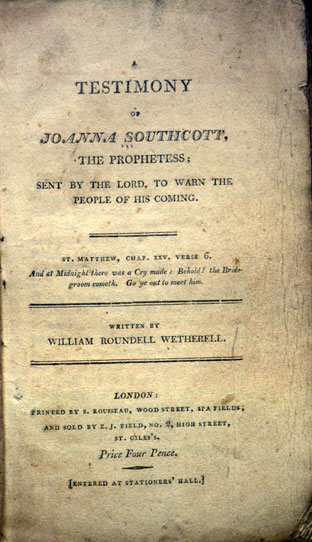 A
TESTIMONY
OF
JOANNA SOUTHCOTT,
THE PROPHETESS;
SENT BY THE LORD, TO WARN THE
PEOPLE OF HIS COMING.
ST. MATTHEW, CHAP. XXV. VERSE 6.
And at Midnight there was a Cry made: Behold! the Bride-
groom cometh. Go ye out to meet him.
WRITTEN BY
WILLIAM ROUNDELL WETHERELL.
LONDON:
PRINTED BY S. ROUSSEAU, WOOD STREET, SPA FIELDS;
AND SOLD BY E. J. FIELD, NO. 2, HIGH STREET,
ST. GILES'S.
Price Four Pence.
[ENTERED AT STATIONERS' HALL.]